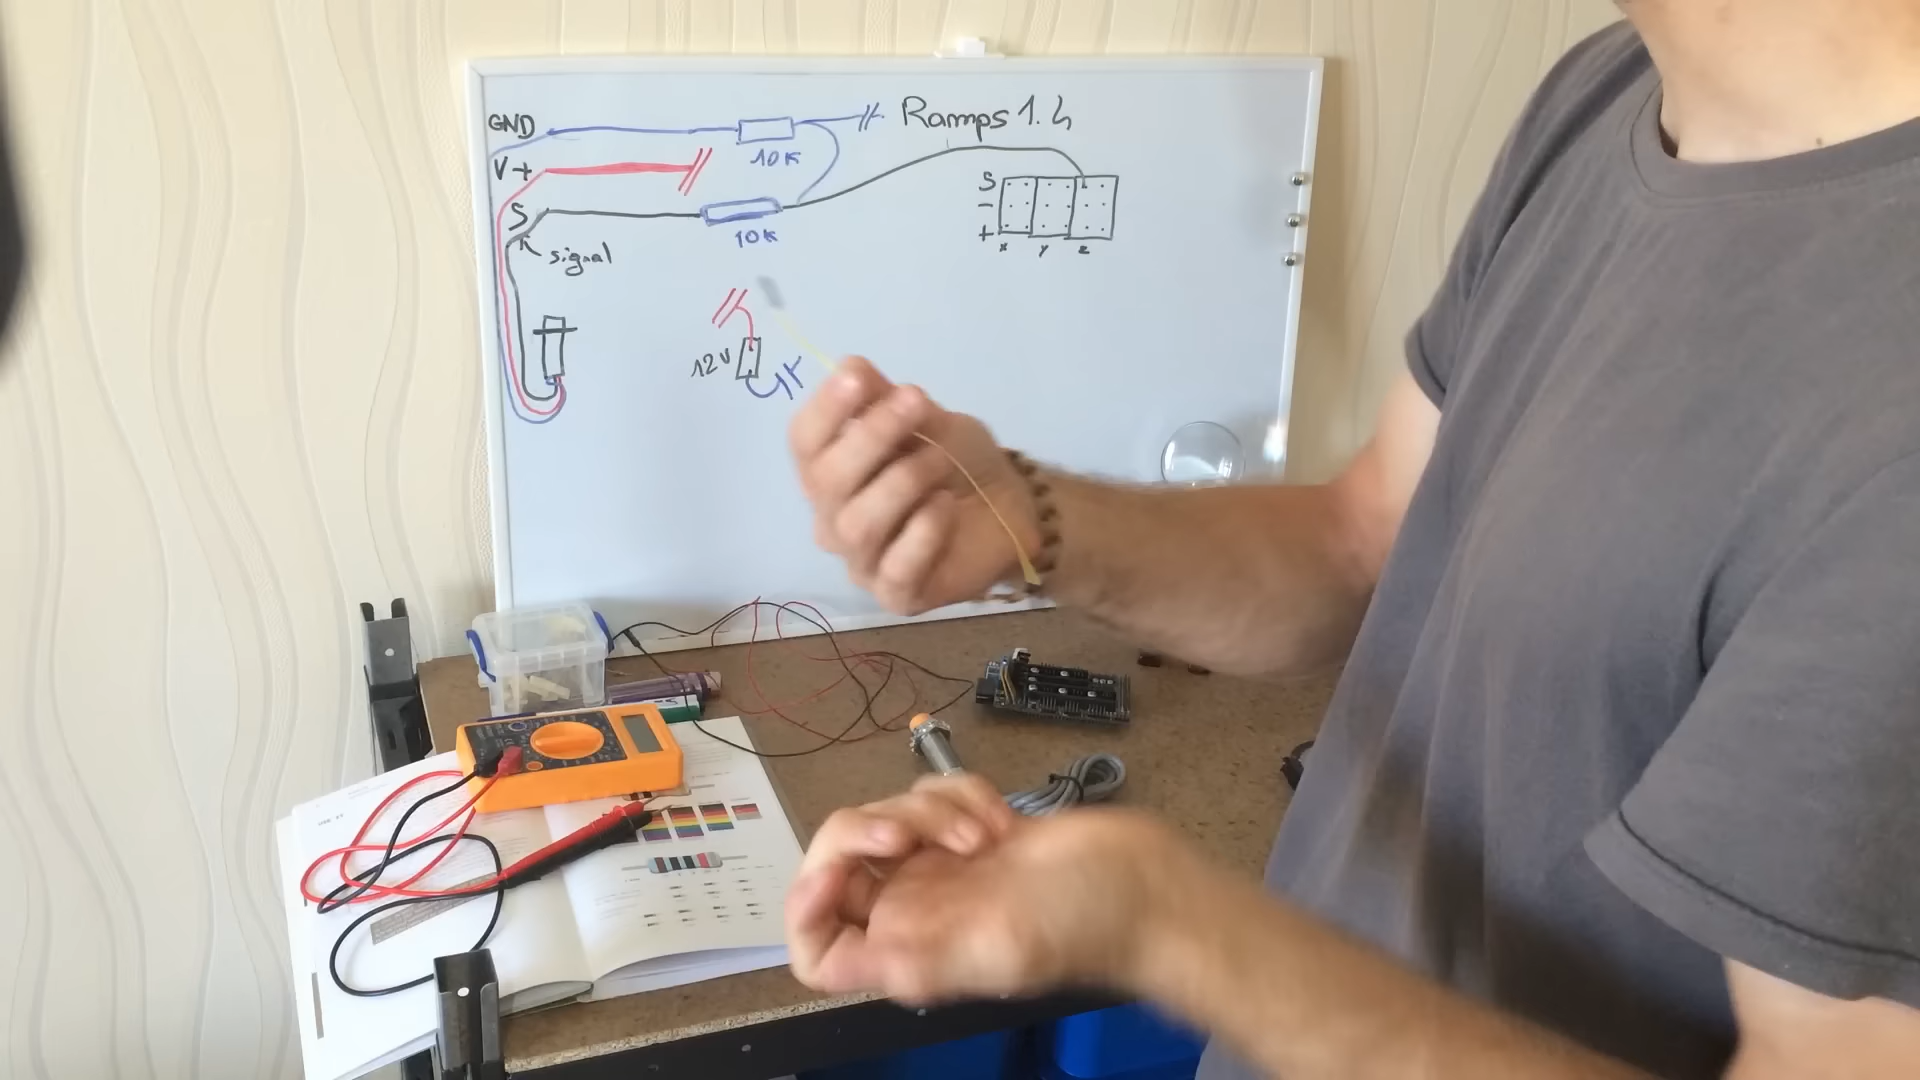 GND
10K
Ramps 1.4
V+
S
10K
signal
S
-
+
x y z
12V